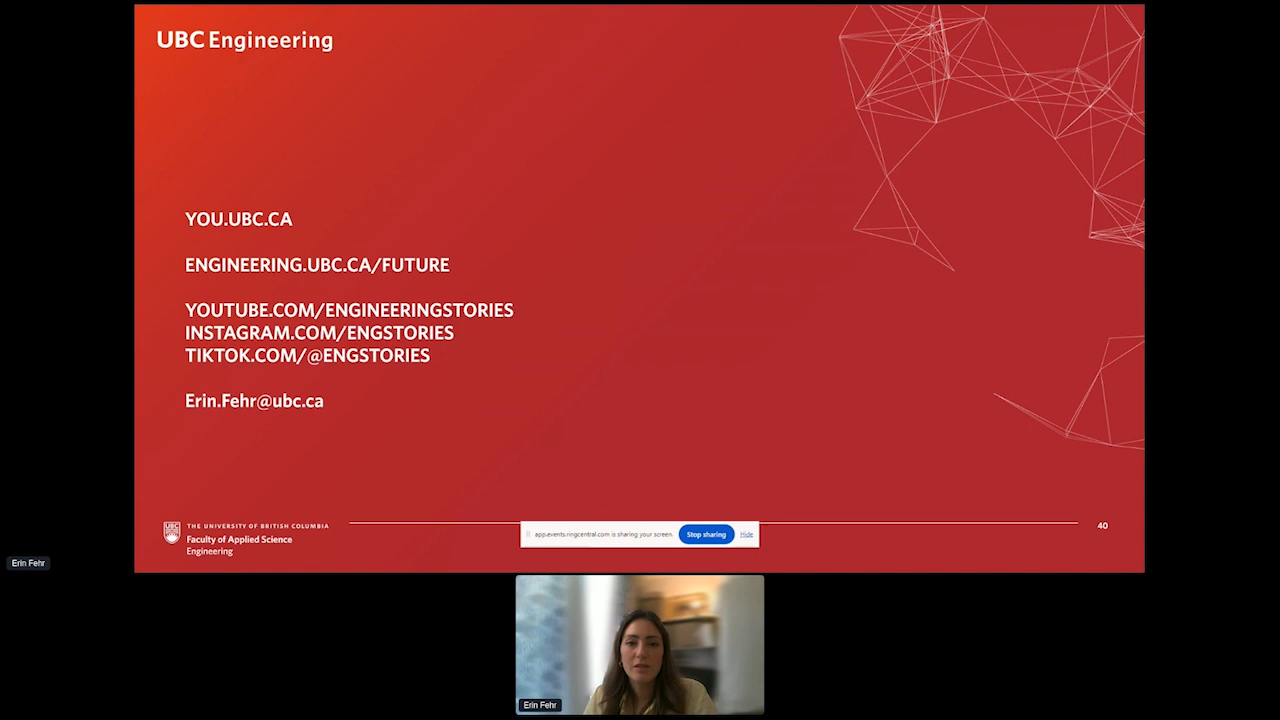 UBC Engineering
YOU.UBC.CA
ENGINEERING.UBC.CA/FUTURE
YOUTUBE.COM/ENGINEERINGSTORIES
INSTAGRAM.COM/ENGSTORIES
TIKTOK.COM/@ENGSTORIES
Erin.Fehr@ubc.ca
UBC
THE UNIVERSITY OF BRITISH COLUMBIA
Faculty of Applied Science
Engineering
app.events.ringcentral.com is sharing your screen.
Stop sharing
Hide
40
Erin Fehr
Erin Fehr